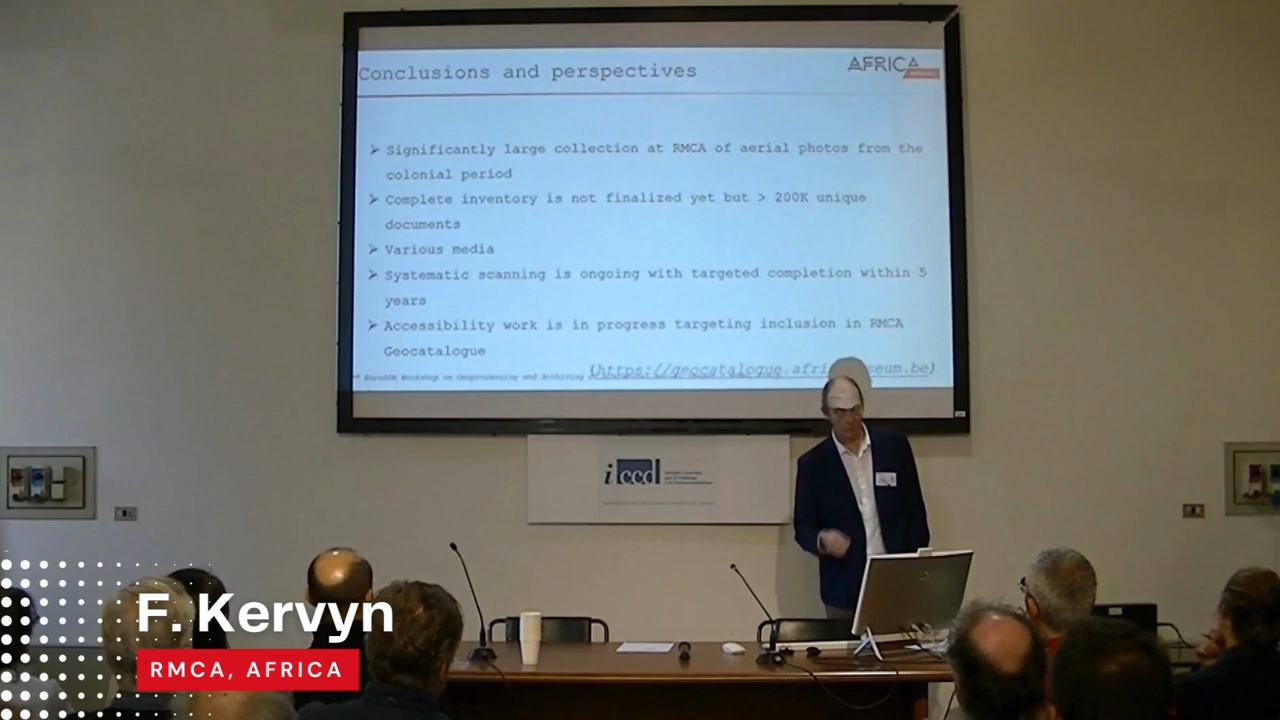 Conclusions and perspectives
AFRICA
➢ Significantly large collection at RMCA of aerial photos from the
colonial period
➢ Complete inventory is not finalized yet but > 200K unique
documents
➢ Various media
➢ Systematic scanning is ongoing with targeted completion within 5
years
➢ Accessibility work is in progress targeting inclusion in RMCA
Geocatalogue
EuroSDR Workshop on Geoprocessing and Archiving
(https://geocatalogue.afri seum.be)
iccd
F. Kervyn
RMCA, AFRICA